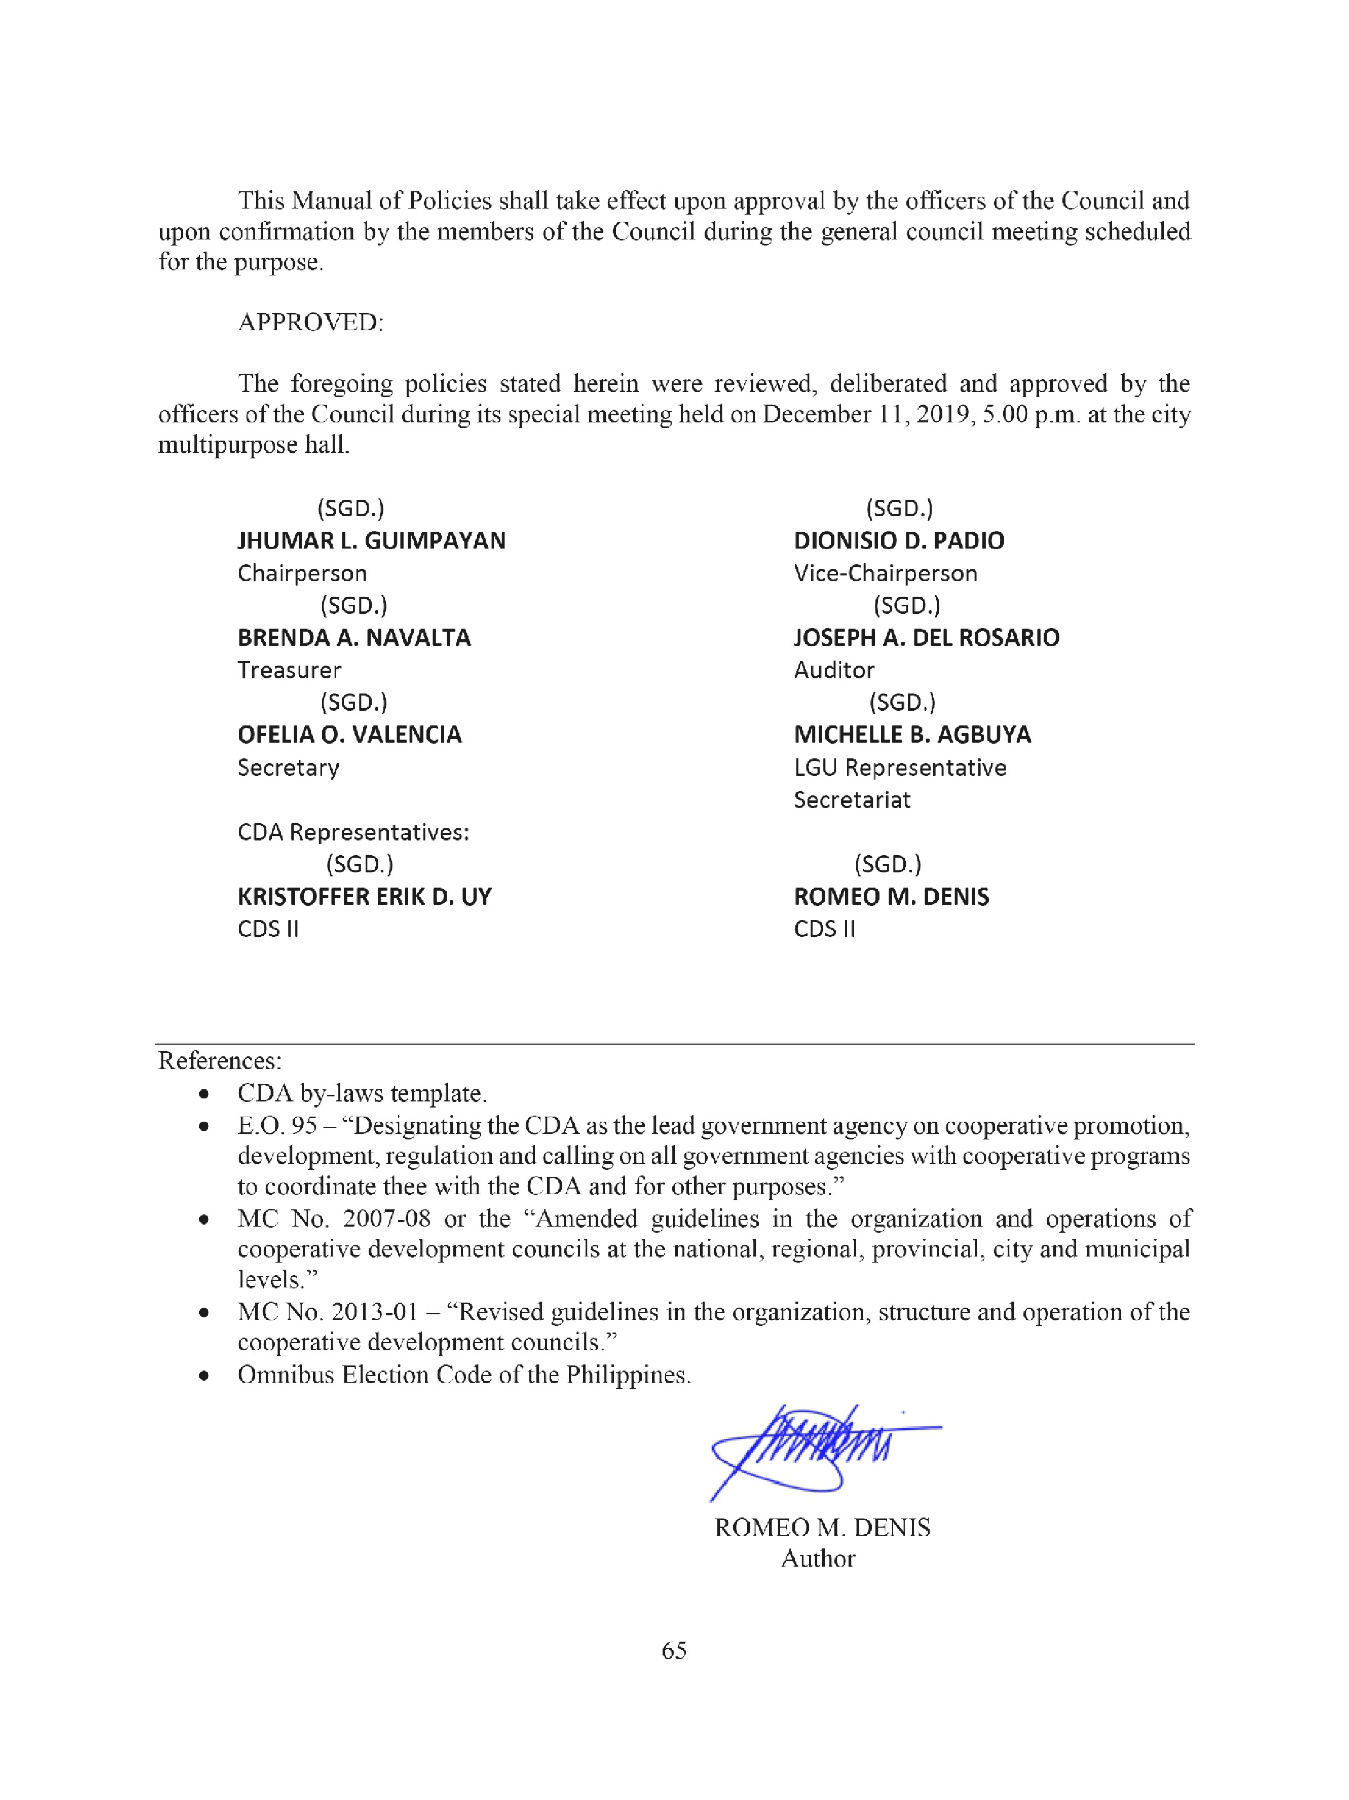 This Manual of Policies shall take effect upon approval by the officers of the Council and
upon confirmation by the members of the Council during the general council meeting scheduled
for the purpose.
APPROVED:
The foregoing policies stated herein were reviewed, deliberated and approved by the
officers of the Council during its special meeting held on December 11, 2019, 5.00 p.m. at the city
multipurpose hall.
(SGD.) (SGD.)
JHUMAR L. GUIMPAYAN DIONISIO D. PADIO
Chairperson Vice-Chairperson
(SGD.) (SGD.)
BRENDA A. NAVALTA JOSEPH A. DEL ROSARIO
Treasurer Auditor
(SGD.) (SGD.)
OFELIA O. VALENCIA MICHELLE B. AGBUYA
Secretary LGU Representative
Secretariat
CDA Representatives:
(SGD.) (SGD.)
KRISTOFFER ERIK D. UY ROMEO M. DENIS
CDS II CDS II
References:
• CDA by-laws template.
• E.O. 95 – “Designating the CDA as the lead government agency on cooperative promotion,
development, regulation and calling on all government agencies with cooperative programs
to coordinate thee with the CDA and for other purposes.”
• MC No. 2007-08 or the “Amended guidelines in the organization and operations of
cooperative development councils at the national, regional, provincial, city and municipal
levels.”
• MC No. 2013-01 – “Revised guidelines in the organization, structure and operation of the
cooperative development councils.”
• Omnibus Election Code of the Philippines.
ROMEO M. DENIS
Author
65